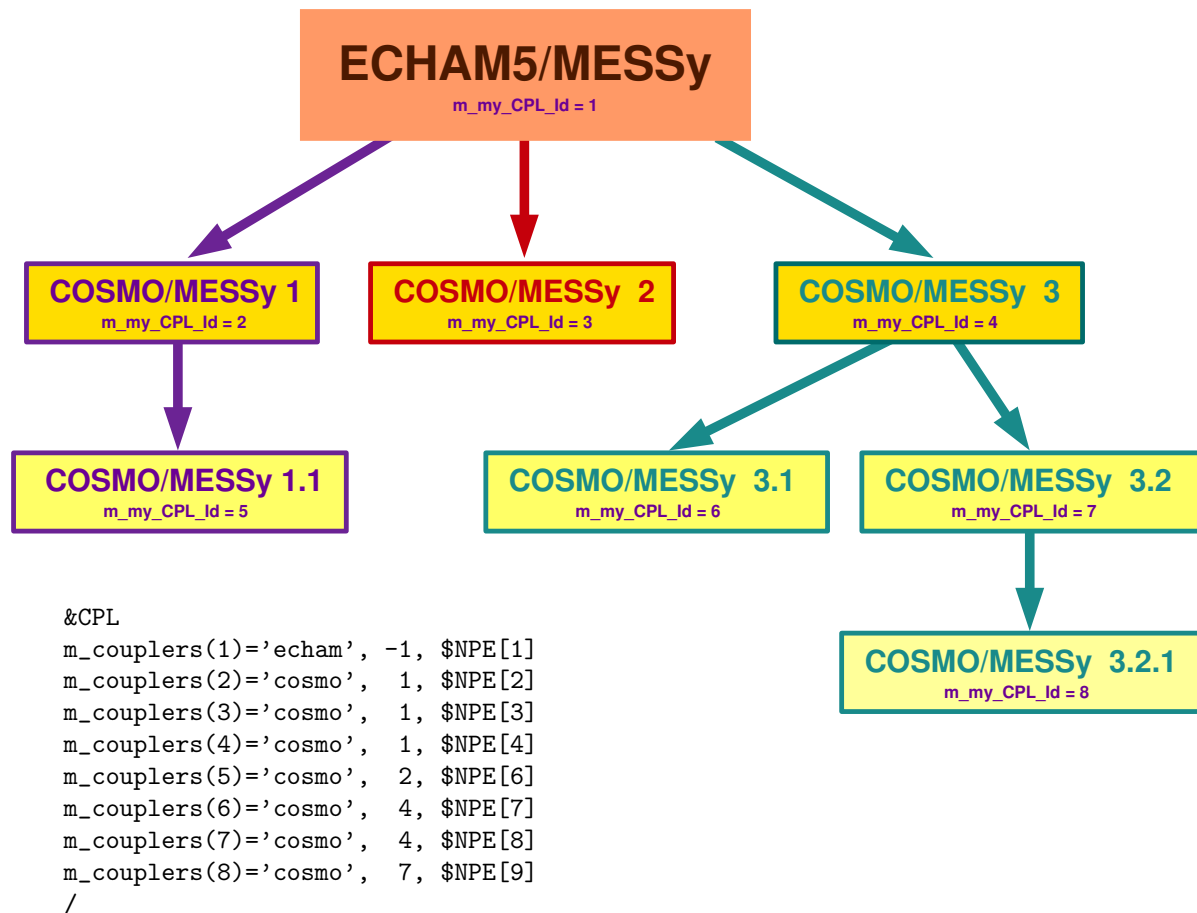 ECHAM5/MESSy
m_my_CPL_Id = 1
COSMO/MESSy 1
m_my_CPL_Id = 2
COSMO/MESSy 2
m_my_CPL_Id = 3
COSMO/MESSy 3
m_my_CPL_Id = 4
COSMO/MESSy 1.1
m_my_CPL_Id = 5
COSMO/MESSy 3.1
m_my_CPL_Id = 6
COSMO/MESSy 3.2
m_my_CPL_Id = 7
COSMO/MESSy 3.2.1
m_my_CPL_Id = 8
&CPL
m_couplers(1)=’echam’, -1, $NPE[1]
m_couplers(2)=’cosmo’,  1, $NPE[2]
m_couplers(3)=’cosmo’,  1, $NPE[3]
m_couplers(4)=’cosmo’,  1, $NPE[4]
m_couplers(5)=’cosmo’,  2, $NPE[6]
m_couplers(6)=’cosmo’,  4, $NPE[7]
m_couplers(7)=’cosmo’,  4, $NPE[8]
m_couplers(8)=’cosmo’,  7, $NPE[9]
/